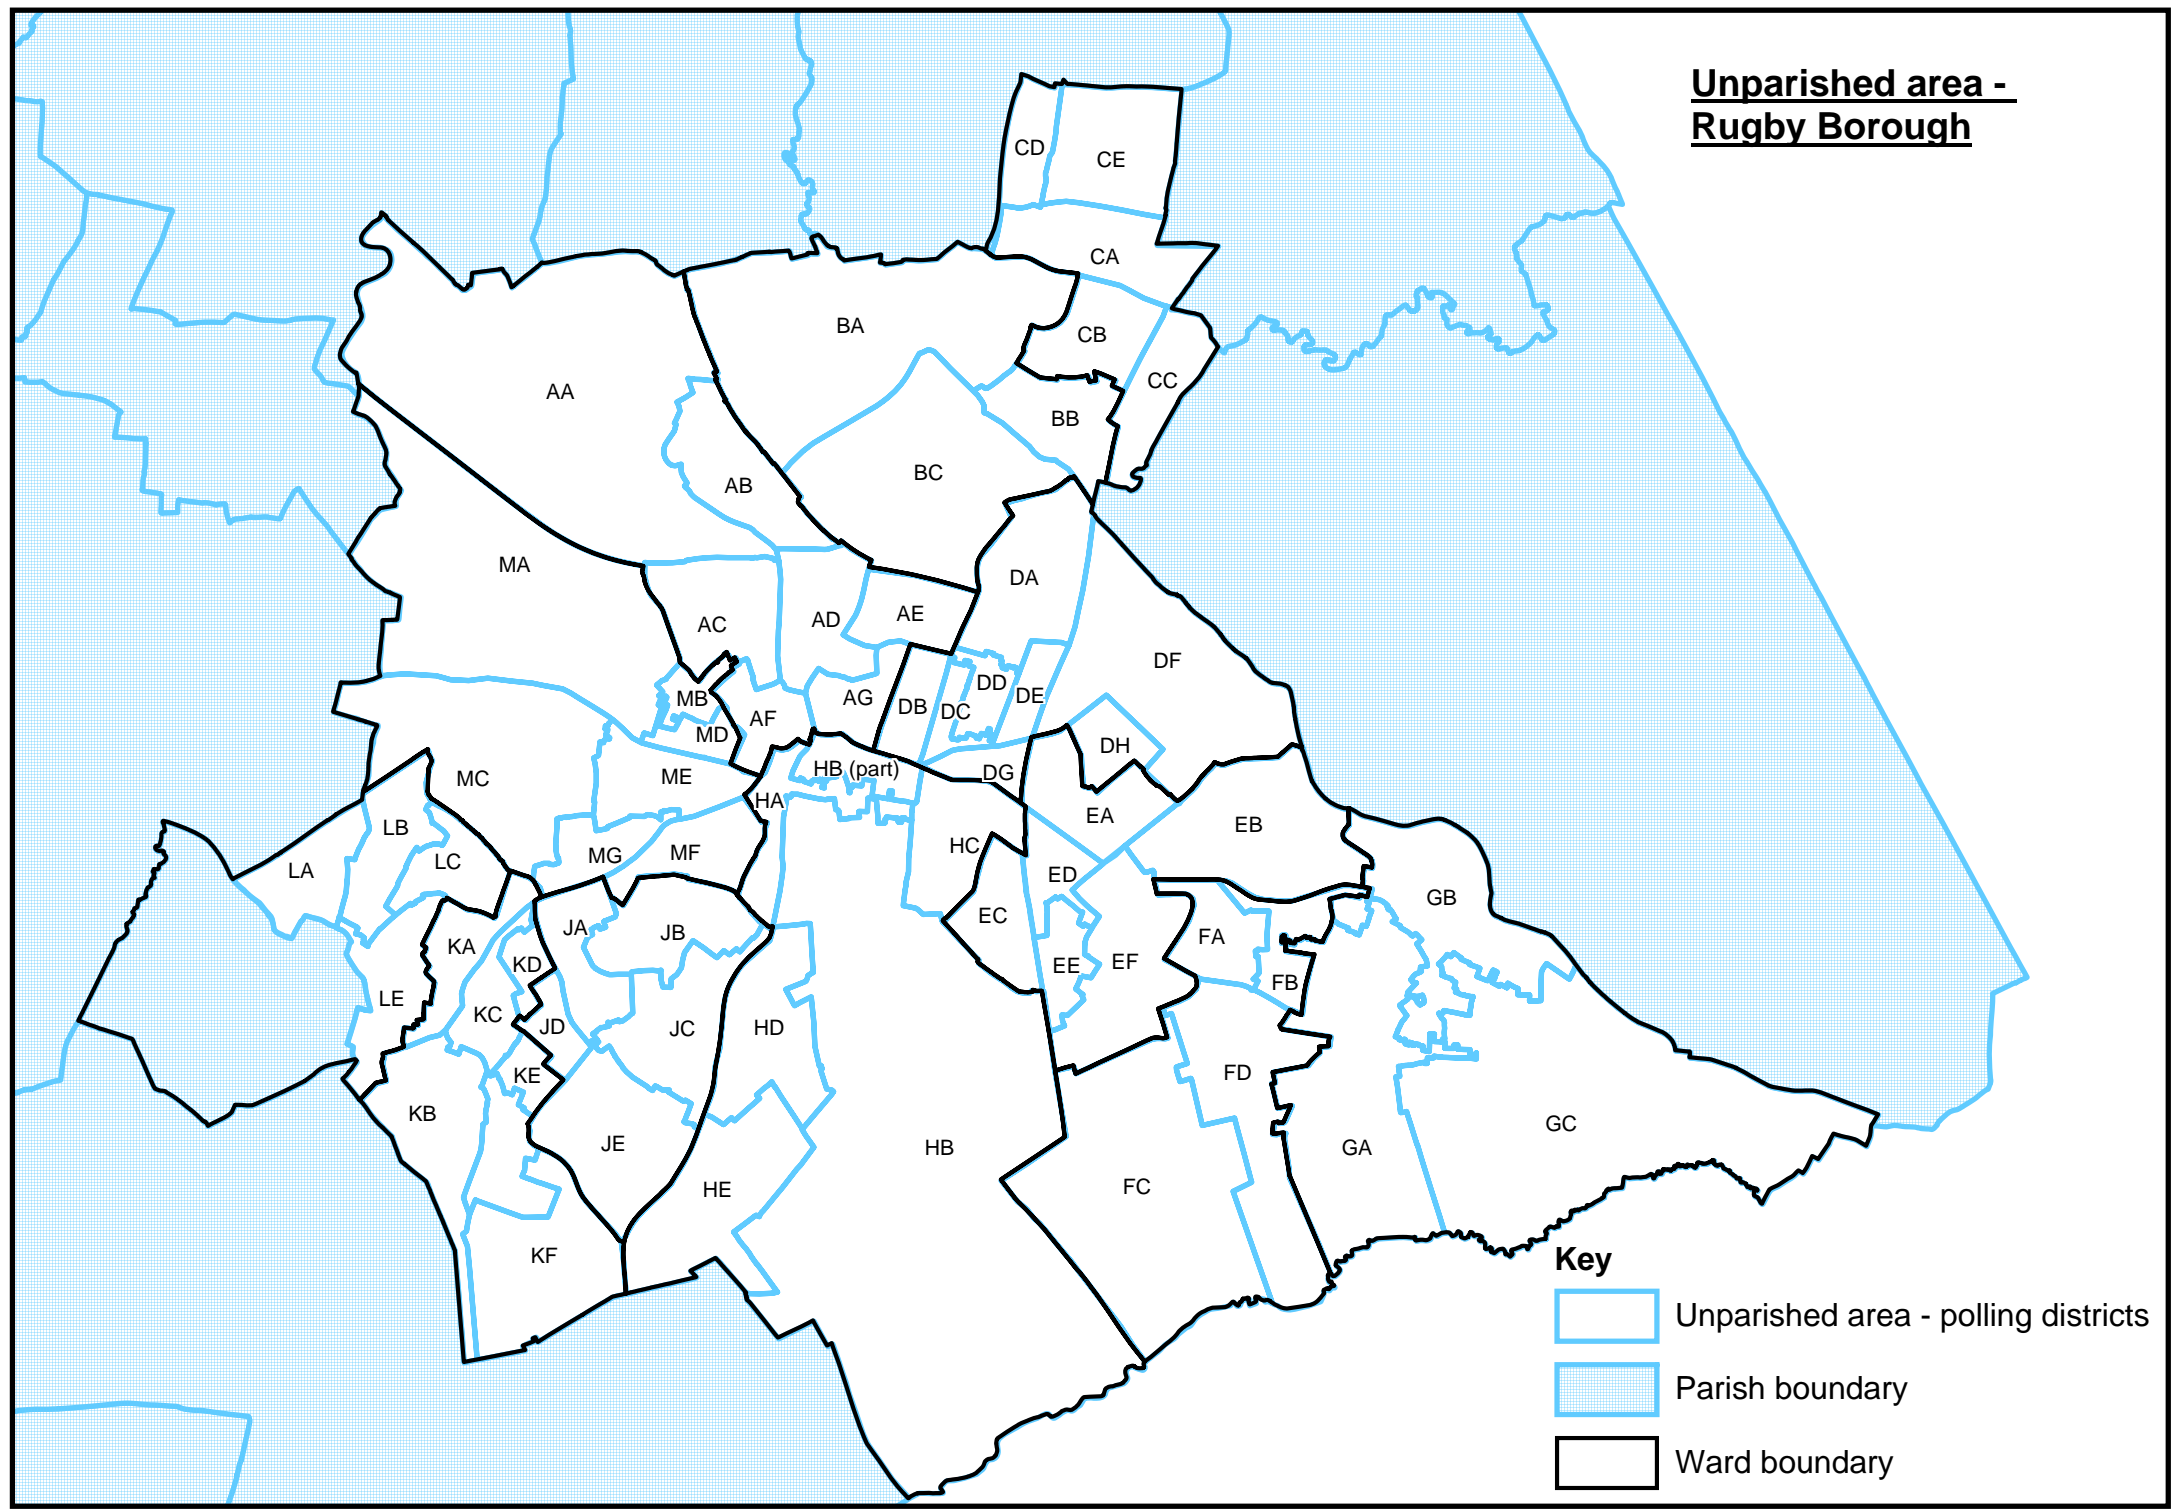 Unparished area -
Rugby Borough
CD
CE
CA
BA
CB
CC
AA
BB
BC
AB
MA
DA
AE
AD
AC
DF
DD
DE
MB
AG
DB
DC
AF
MD
DH
HB (part)
DG
MC
ME
HA
EA
EB
LB
HC
MG
MF
LC
LA
ED
GB
EC
JA
JB
FA
KA
KD
EE
EF
FB
LE
KC
JD
JC
HD
KE
FD
KB
JE
HB
GA
GC
HE
FC
KF
Key
Unparished area - polling districts
Parish boundary
Ward boundary